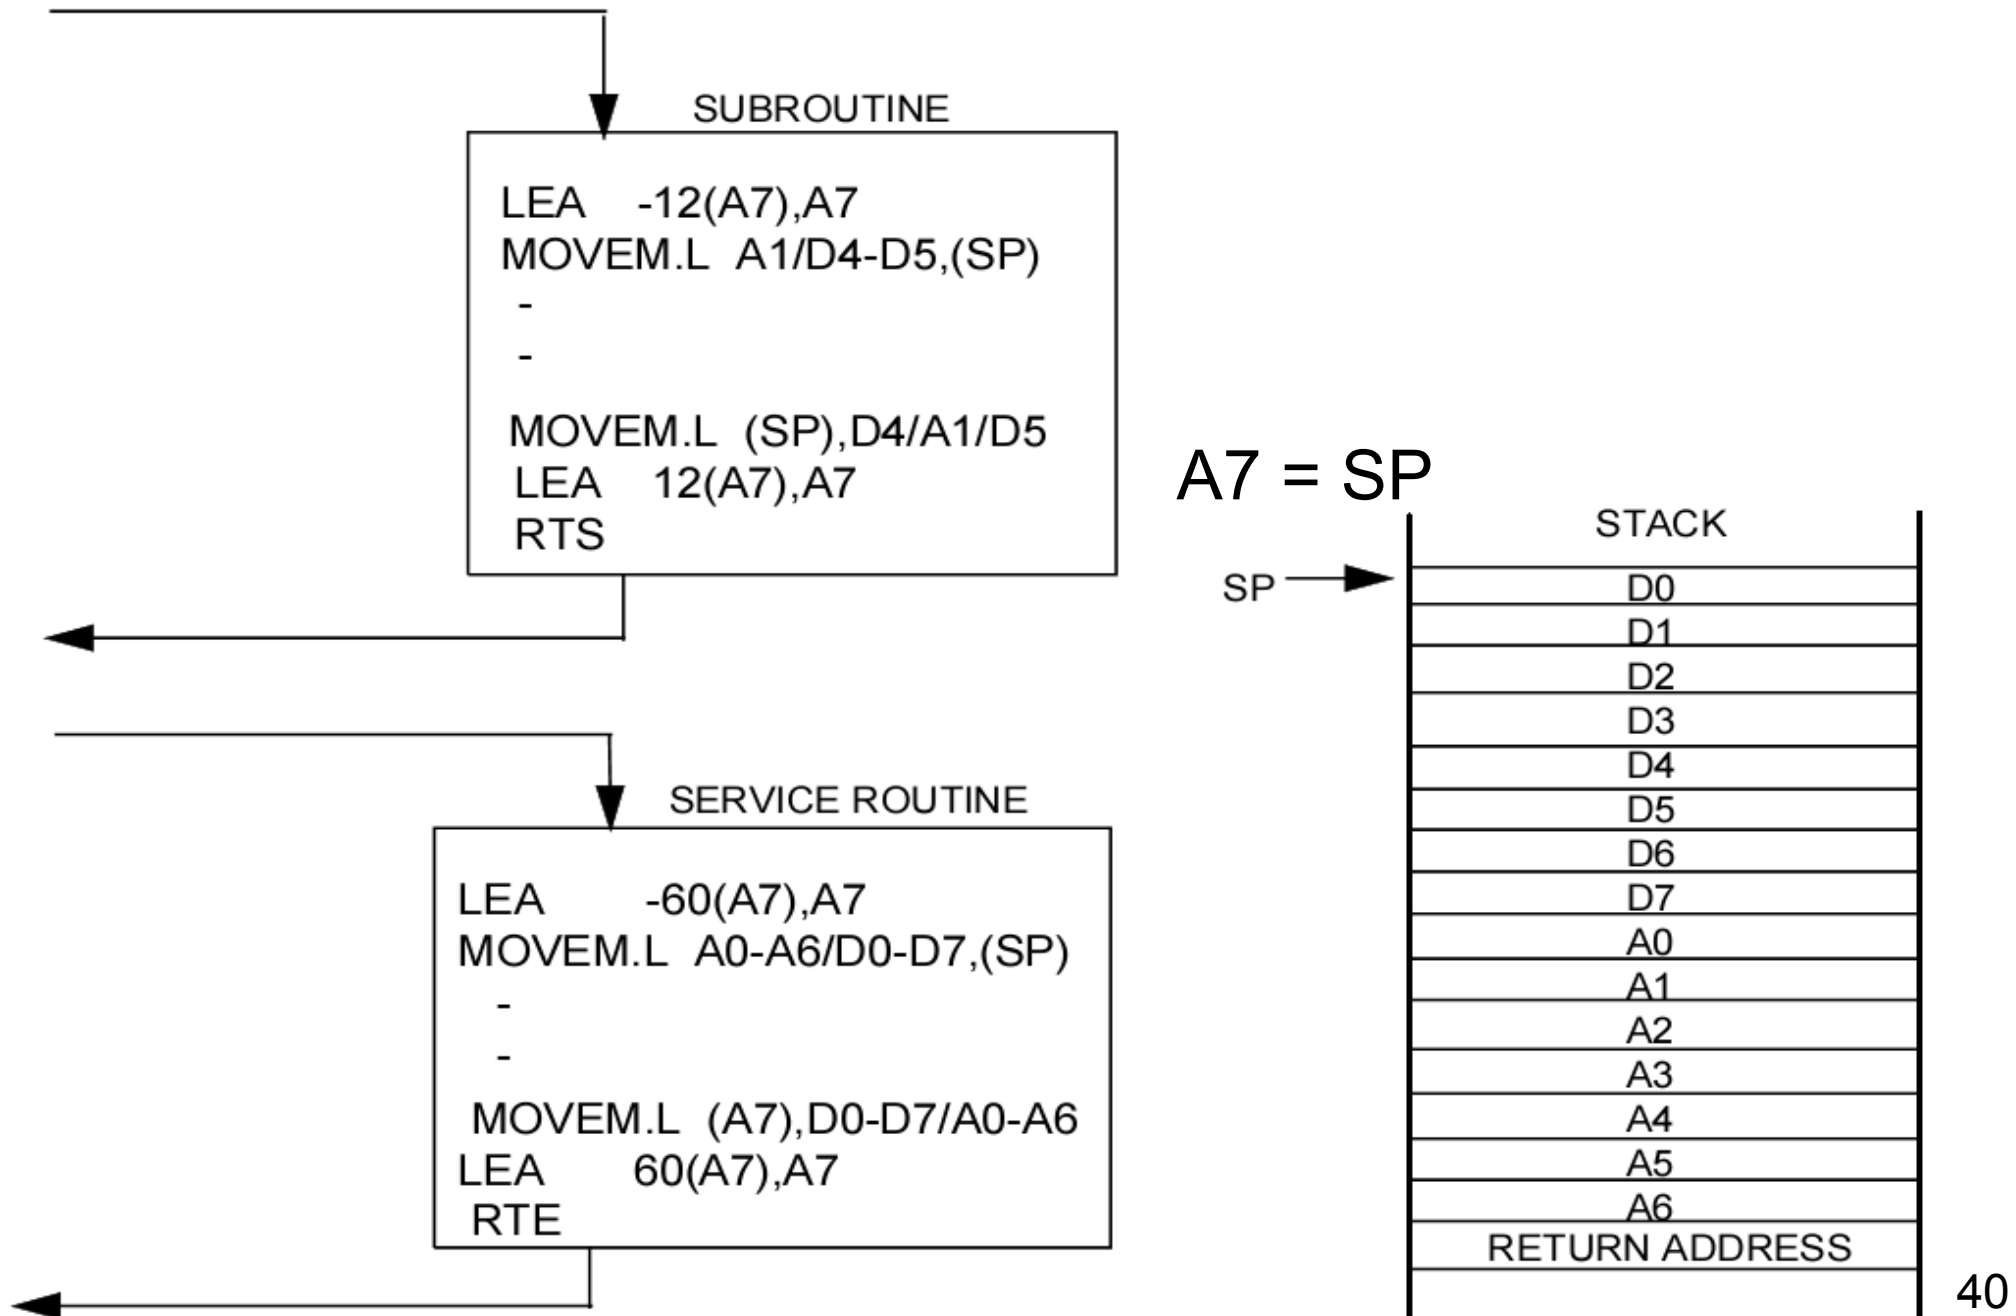 SUBROUTINE
LEA -12(A7),A7
MOVEM.L A1/D4-D5,(SP)
-
-
MOVEM.L (SP),D4/A1/D5
LEA 12(A7),A7
RTS
SERVICE ROUTINE
LEA -60(A7),A7
MOVEM.L A0-A6/D0-D7,(SP)
-
-
MOVEM.L (A7),D0-D7/A0-A6
LEA 60(A7),A7
RTE
A7 = SP
STACK
SP
D0
D1
D2
D3
D4
D5
D6
D7
A0
A1
A2
A3
A4
A5
A6
RETURN ADDRESS
40